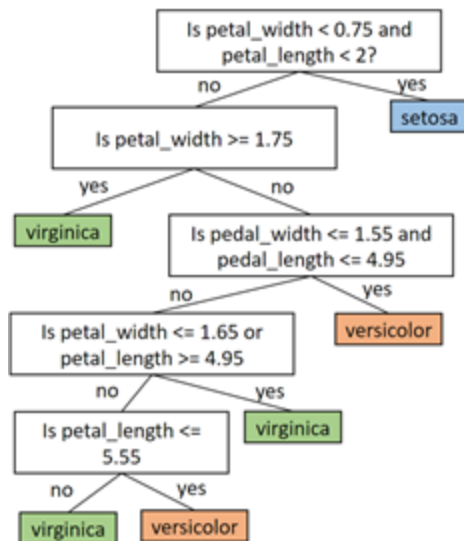 Is petal_width < 0.75 and
petal_length < 2?
no
yes
setosa
Is petal_width >= 1.75
yes
no
virginica
Is pedal_width <= 1.55 and
pedal_length <= 4.95
no
yes
versicolor
Is petal_width <= 1.65 or
petal_length >= 4.95
no
yes
virginica
Is petal_length <=
5.55
no
yes
virginica
versicolor